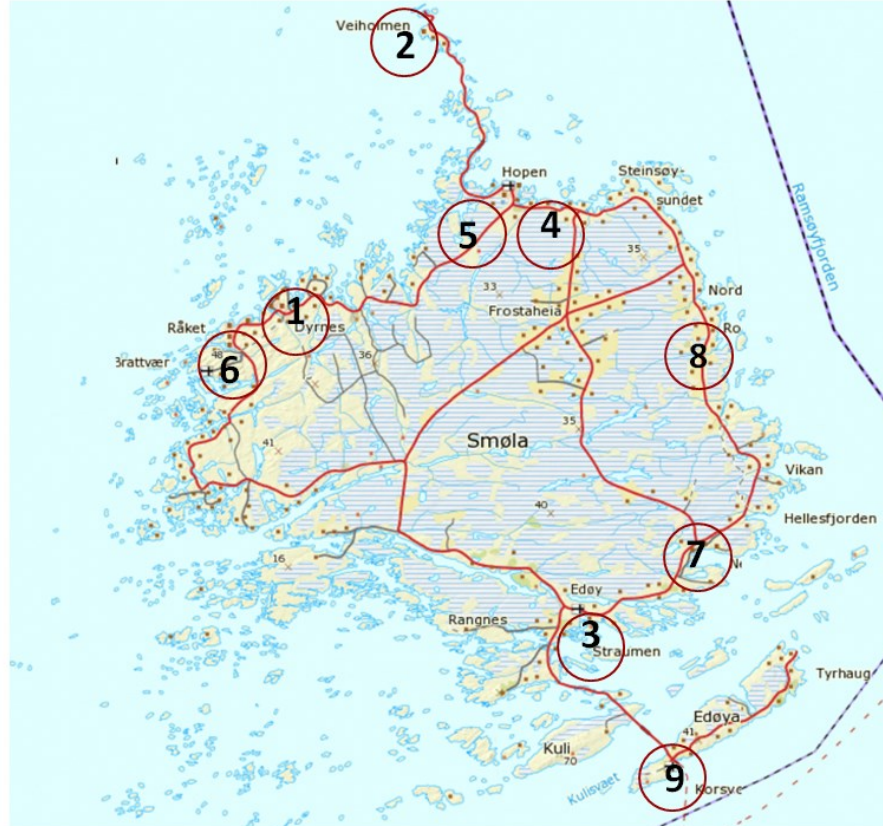 Veiholmen
2
Hopen
Steinsøy-
sundet
Ramsøyfjorden
5
4
35
33
Nord
Frostaheia
1
Råket
Dyrnes
Ro
48
36
8
Brattvær
6
35
41
Smøla
Vikan
40
Hellesfjorden
7
16
Edøy
Rangnes
3
Straumen
Tyrhaug
Edøya
41
Kuli
70
Kulisvaet
9